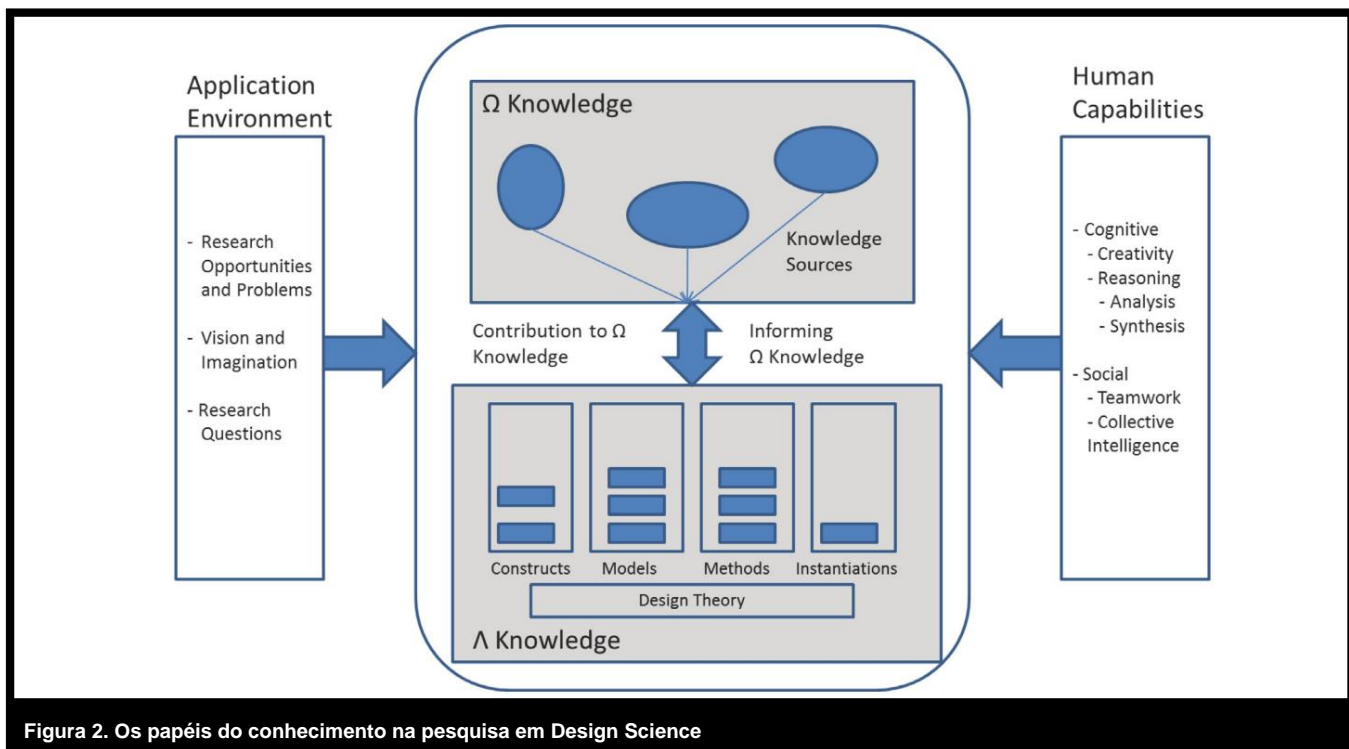 Application
Environment
- Research
Opportunities
and Problems
- Vision and
Imagination
- Research
Questions
Ω Knowledge
Knowledge
Sources
Contribution to Ω
Knowledge
Informing
Ω Knowledge
Constructs
Models
Methods
Instantiations
Design Theory
Λ Knowledge
Human
Capabilities
- Cognitive
- Creativity
- Reasoning
- Analysis
- Synthesis
- Social
- Teamwork
- Collective
Intelligence
Figura 2. Os papéis do conhecimento na pesquisa em Design Science